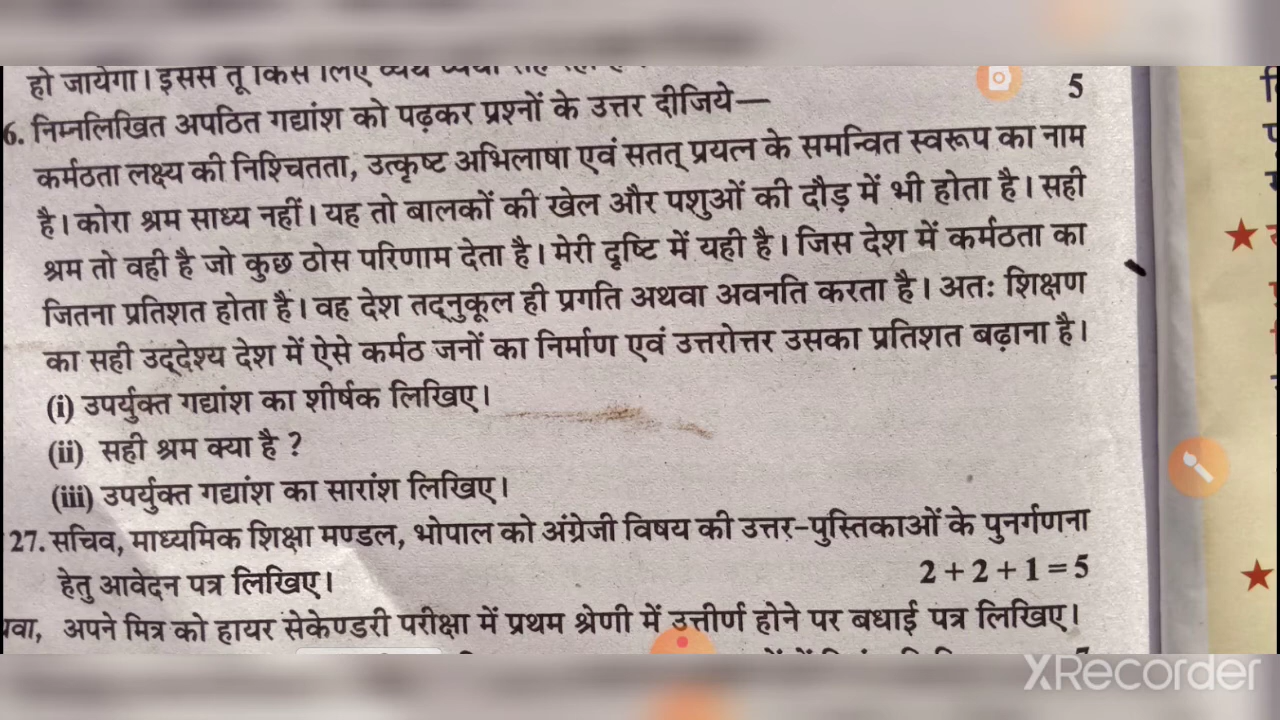 हो जायेगा। इससे तू किस लिए व्यर्थ व्यथा
5
6. निम्नलिखित अपठित गद्यांश को पढ़कर प्रश्नों के उत्तर दीजिये—
कर्मठता लक्ष्य की निश्चितता, उत्कृष्ट अभिलाषा एवं सतत् प्रयत्न के समन्वित स्वरूप का नाम
है। कोरा श्रम साध्य नहीं। यह तो बालकों की खेल और पशुओं की दौड़ में भी होता है। सही
श्रम तो वही है जो कुछ ठोस परिणाम देता है। मेरी दृष्टि में यही है। जिस देश में कर्मठता का
जितना प्रतिशत होता है। वह देश तद्नुकूल ही प्रगति अथवा अवनति करता है। अतः शिक्षण
का सही उद्देश्य देश में ऐसे कर्मठ जनों का निर्माण एवं उत्तरोत्तर उसका प्रतिशत बढ़ाना है।
(i) उपर्युक्त गद्यांश का शीर्षक लिखिए।
(ii) सही श्रम क्या है ?
(iii) उपर्युक्त गद्यांश का सारांश लिखिए।
27. सचिव, माध्यमिक शिक्षा मण्डल, भोपाल को अंग्रेजी विषय की उत्तर-पुस्तिकाओं के पुनर्गणना
हेतु आवेदन पत्र लिखिए।
2 + 2 + 1 = 5
थवा, अपने मित्र को हायर सेकेण्डरी परीक्षा में प्रथम श्रेणी में उत्तीर्ण होने पर बधाई पत्र लिखिए।
XRecorder